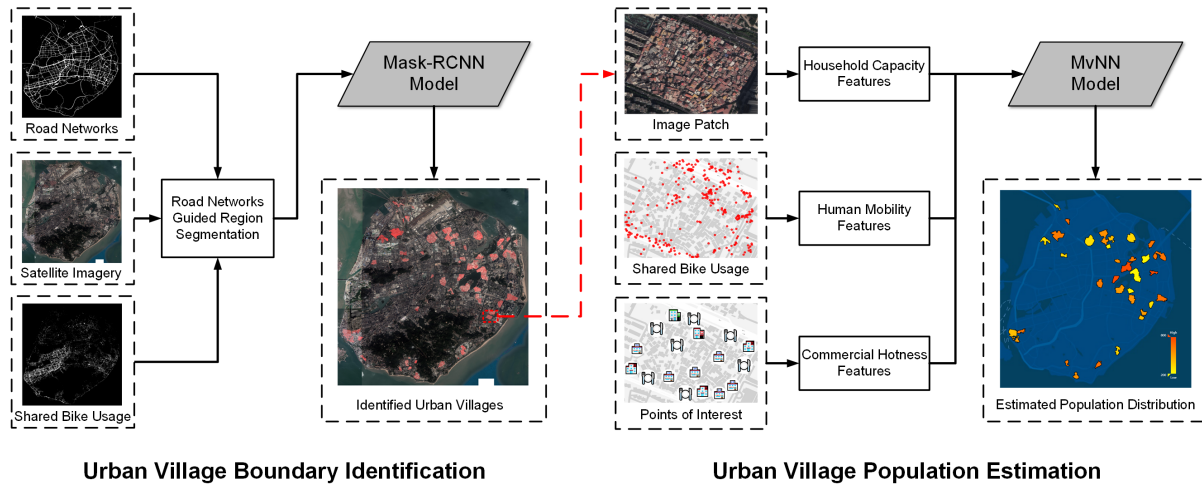 Road Networks
Satellite Imagery
Shared Bike Usage
Road Networks
Guided Region
Segmentation
Mask-RCNN
Model
Identified Urban Villages
Urban Village Boundary Identification
Image Patch
Shared Bike Usage
Points of Interest
Household Capacity
Features
Human Mobility
Features
Commercial Hotness
Features
MvNN
Model
High
Low
Estimated Population Distribution
Urban Village Population Estimation